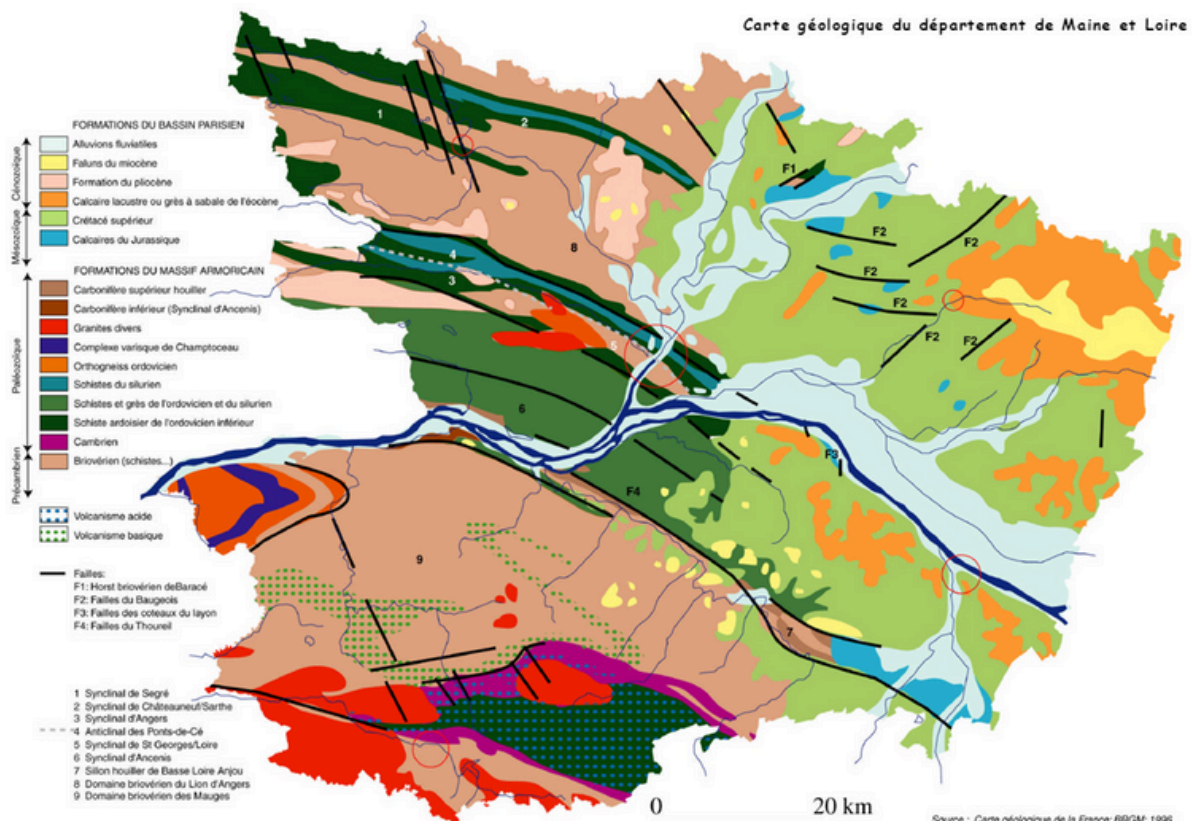 Carte géologique du département de Maine et Loire
FORMATIONS DU BASSIN PARISIEN
Alluvions fluviatiles
Faluns du miocène
Formation du pliocène
Calcaire lacustre ou grès à sabale de l'éocène
Crétacé supérieur
Calcaires du Jurassique
Cénozoïque
Mésozoïque
FORMATIONS DU MASSIF ARMORICAIN
Carbonifère supérieur houiller
Carbonifère inférieur (Synclinal d'Ancenis)
Granites divers
Complexe varisque de Champtoceau
Orthogneiss ordovicien
Schistes du silurien
Schistes et grès de l'ordovicien et du silurien
Schiste ardoisier de l'ordovicien inférieur
Cambrien
Briovérien (schistes...)
Paléozoïque
Précambrien
Volcanisme acide
Volcanisme basique
Failles:
F1: Horst briovérien deBaracé
F2: Failles du Baugeois
F3: Failles des coteaux du layon
F4: Failles du Thoureil
1 Synclinal de Segré
2 Synclinal de Châteauneuf/Sarthe
3 Synclinal d'Angers
4 Anticlinal des Ponts-de-Cé
5 Synclinal de St Georges/Loire
6 Synclinal d'Ancenis
7 Sillon houiller de Basse Loire Anjou
8 Domaine briovérien du Lion d'Angers
9 Domaine briovérien des Mauges
1
2
F1
F2
F2
8
4
3
F2
F2
5
F2
F2
6
F3
F4
9
7
0 20 km
Source : Carte géologique de la France; BRGM; 1996